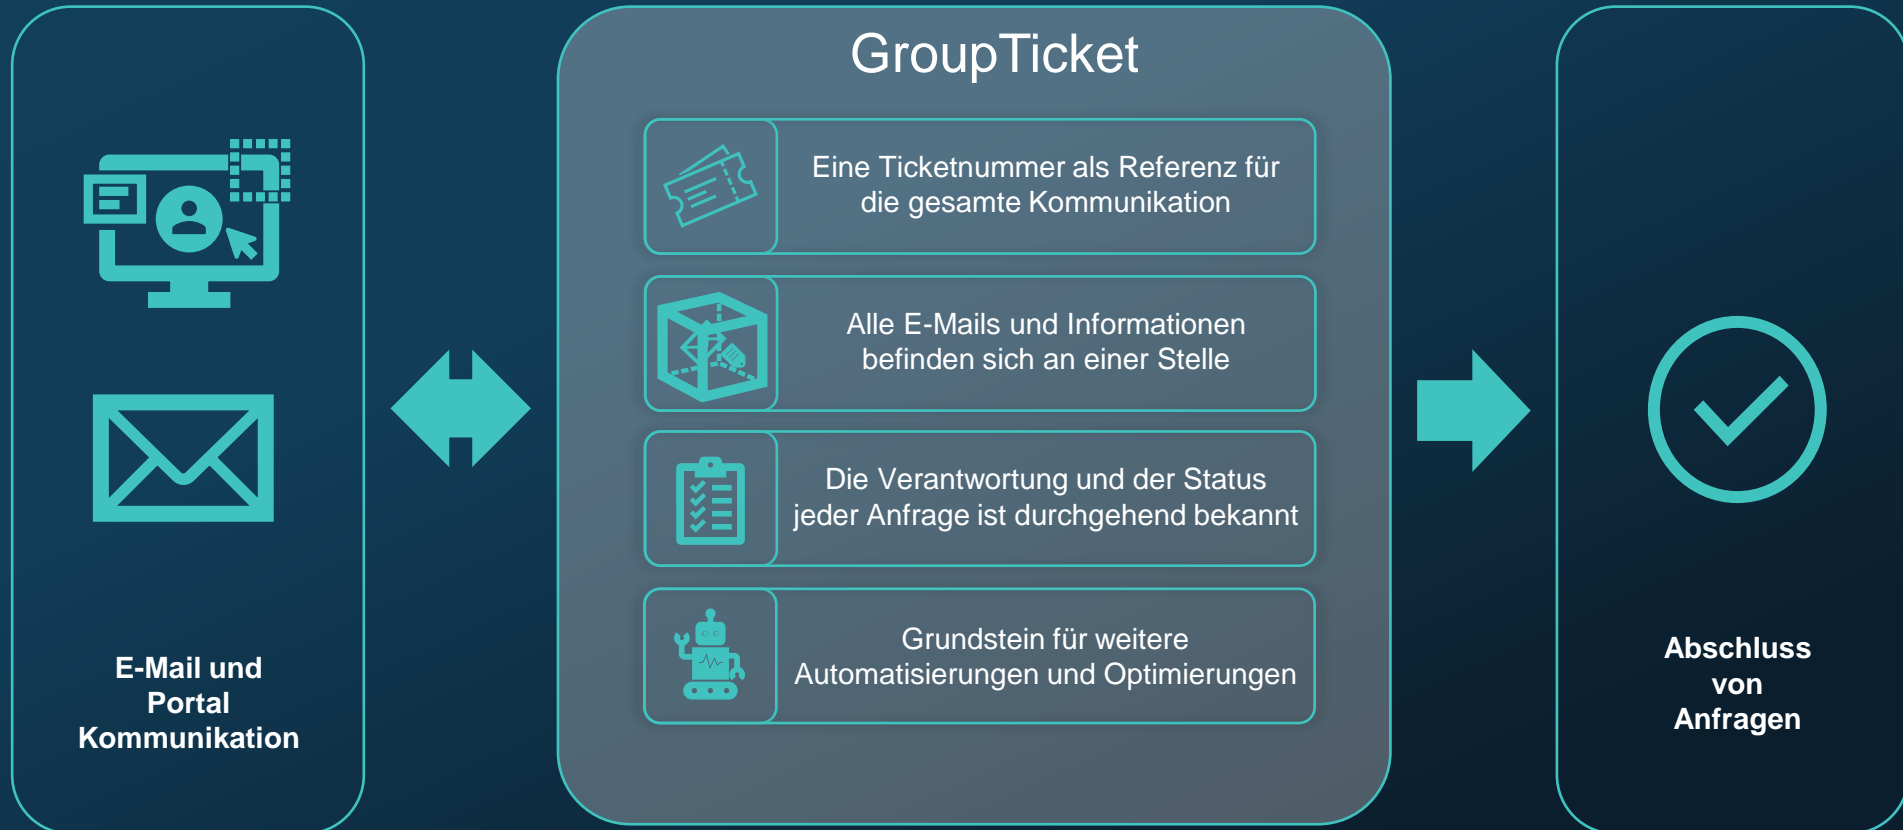 GroupTicket
Eine Ticketnummer als Referenz für
die gesamte Kommunikation
Alle E-Mails und Informationen
befinden sich an einer Stelle
Die Verantwortung und der Status
jeder Anfrage ist durchgehend bekannt
Grundstein für weitere
Automatisierungen und Optimierungen
E-Mail und
Portal
Kommunikation
Abschluss
von
Anfragen